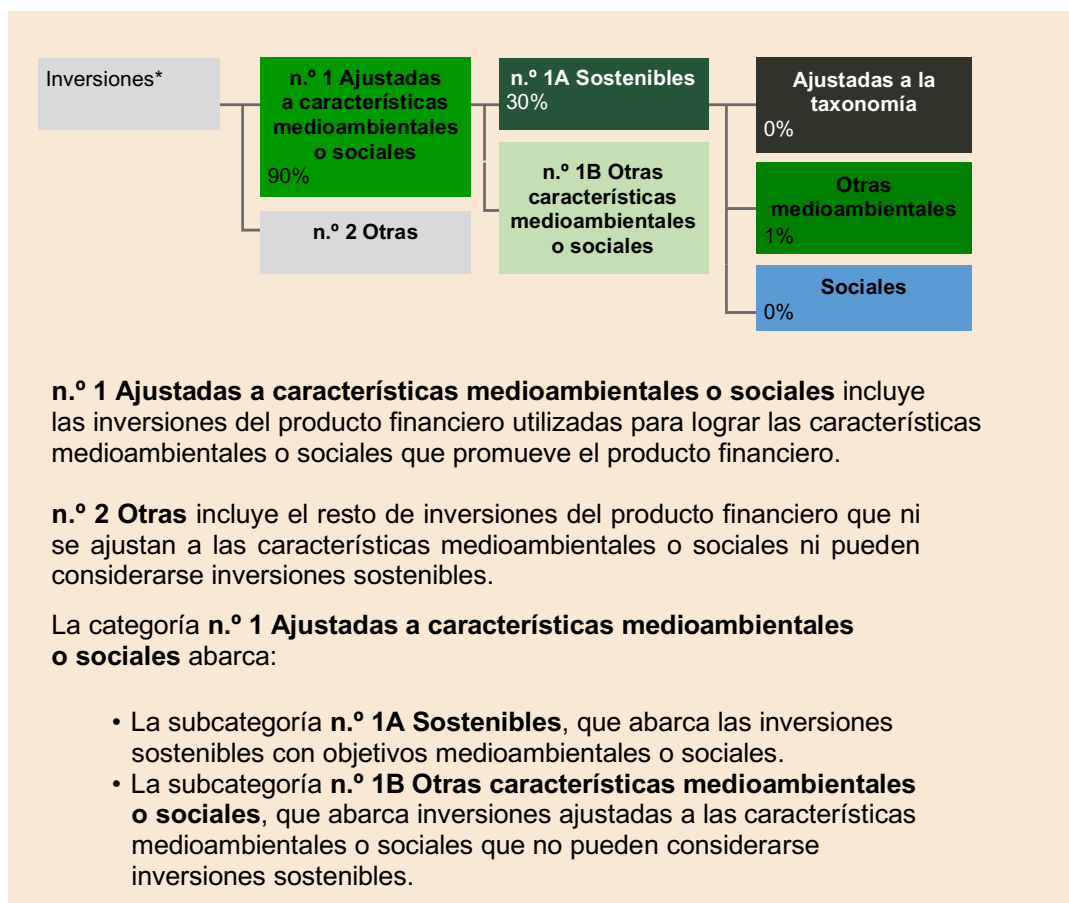 Inversiones*
n.º 1 Ajustadas
a características
medioambientales
o sociales
90%
n.º 2 Otras
n.º 1A Sostenibles
30%
n.º 1B Otras
características
medioambientales
o sociales
Ajustadas a la
taxonomía
0%
Otras
medioambientales
1%
Sociales
0%
n.º 1 Ajustadas a características medioambientales o sociales incluye
las inversiones del producto financiero utilizadas para lograr las características
medioambientales o sociales que promueve el producto financiero.
n.º 2 Otras incluye el resto de inversiones del producto financiero que ni
se ajustan a las características medioambientales o sociales ni pueden
considerarse inversiones sostenibles.
La categoría n.º 1 Ajustadas a características medioambientales
o sociales abarca:
• La subcategoría n.º 1A Sostenibles, que abarca las inversiones
sostenibles con objetivos medioambientales o sociales.
• La subcategoría n.º 1B Otras características medioambientales
o sociales, que abarca inversiones ajustadas a las características
medioambientales o sociales que no pueden considerarse
inversiones sostenibles.